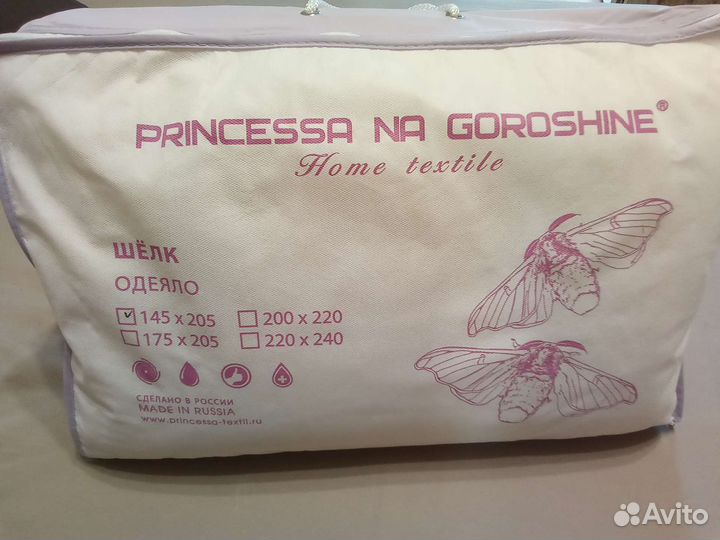 PRINCESSA NA GOROSHINE®
Home textile
ШЁЛК
ОДЕЯЛО
145 x 205 200 x 220
175 x 205 220 x 240
СДЕЛАНО В РОССИИ
MADE IN RUSSIA
www.princessa-textil.ru
Avito